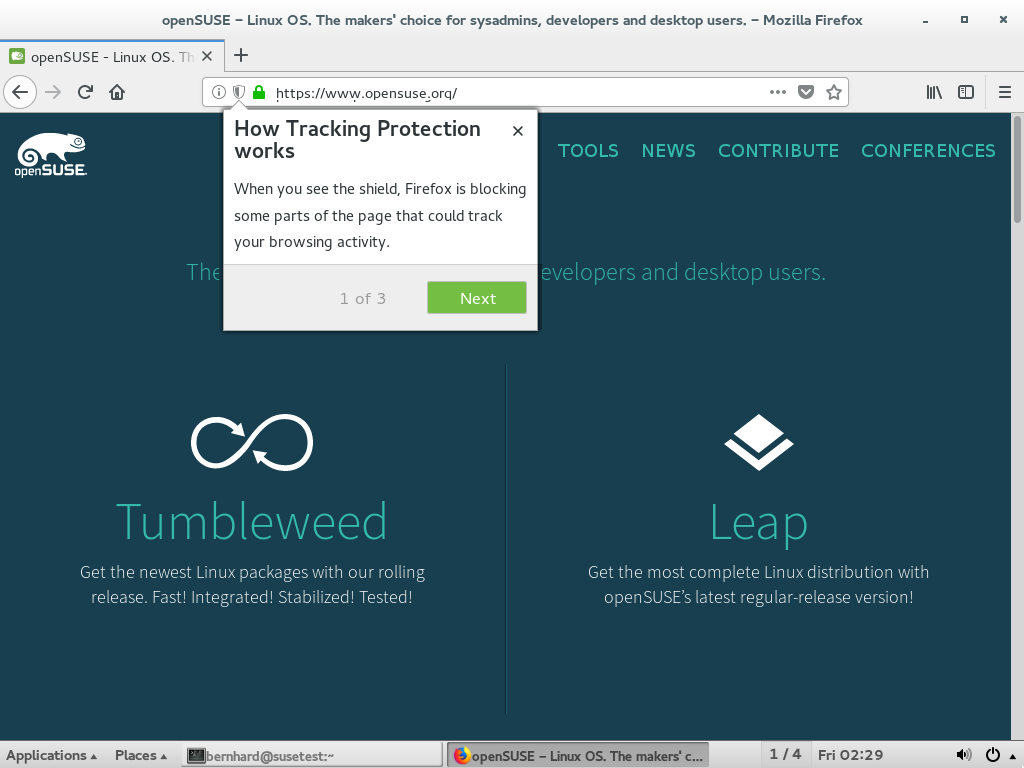 openSUSE – Linux OS. The makers' choice for sysadmins, developers and desktop users. – Mozilla Firefox
openSUSE - Linux OS. Th
https://www.opensuse.org/
How Tracking Protection
works
When you see the shield, Firefox is blocking
some parts of the page that could track
your browsing activity.
1 of 3
Next
openSUSE.
TOOLS
NEWS
CONTRIBUTE
CONFERENCES
The
evelopers and desktop users.
Tumbleweed
Get the newest Linux packages with our rolling
release. Fast! Integrated! Stabilized! Tested!
Leap
Get the most complete Linux distribution with
openSUSE's latest regular-release version!
Applications
Places
bernhard@susetest:~
openSUSE – Linux OS. The makers' c...
1 / 4
Fri 02:29